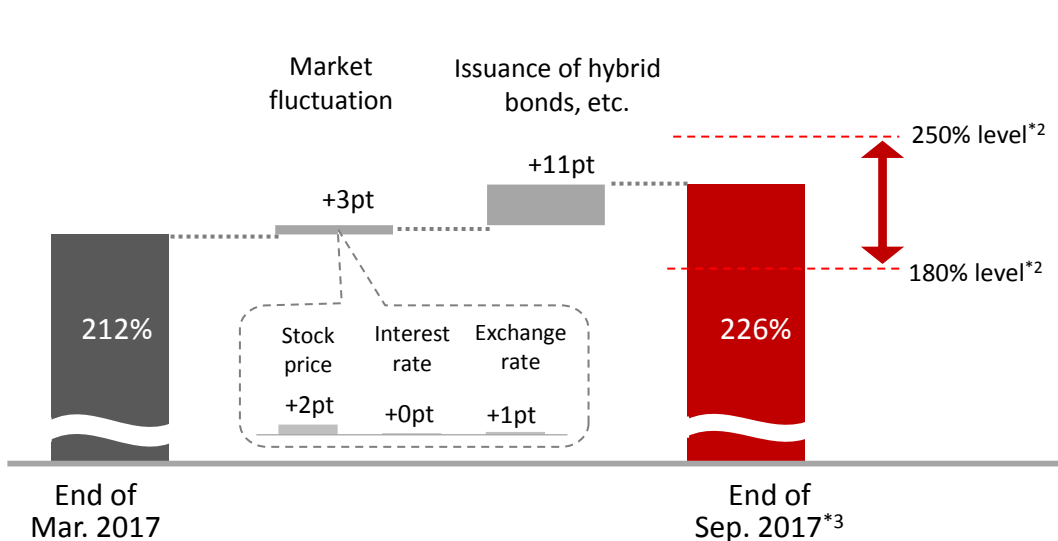 Market
fluctuation
Issuance of hybrid
bonds, etc.
250% level*2
+11pt
+3pt
180% level*2
212%
226%
Stock
price
Interest
rate
Exchange
rate
+2pt
+0pt
+1pt
End of
Mar. 2017
End of
Sep. 2017*3